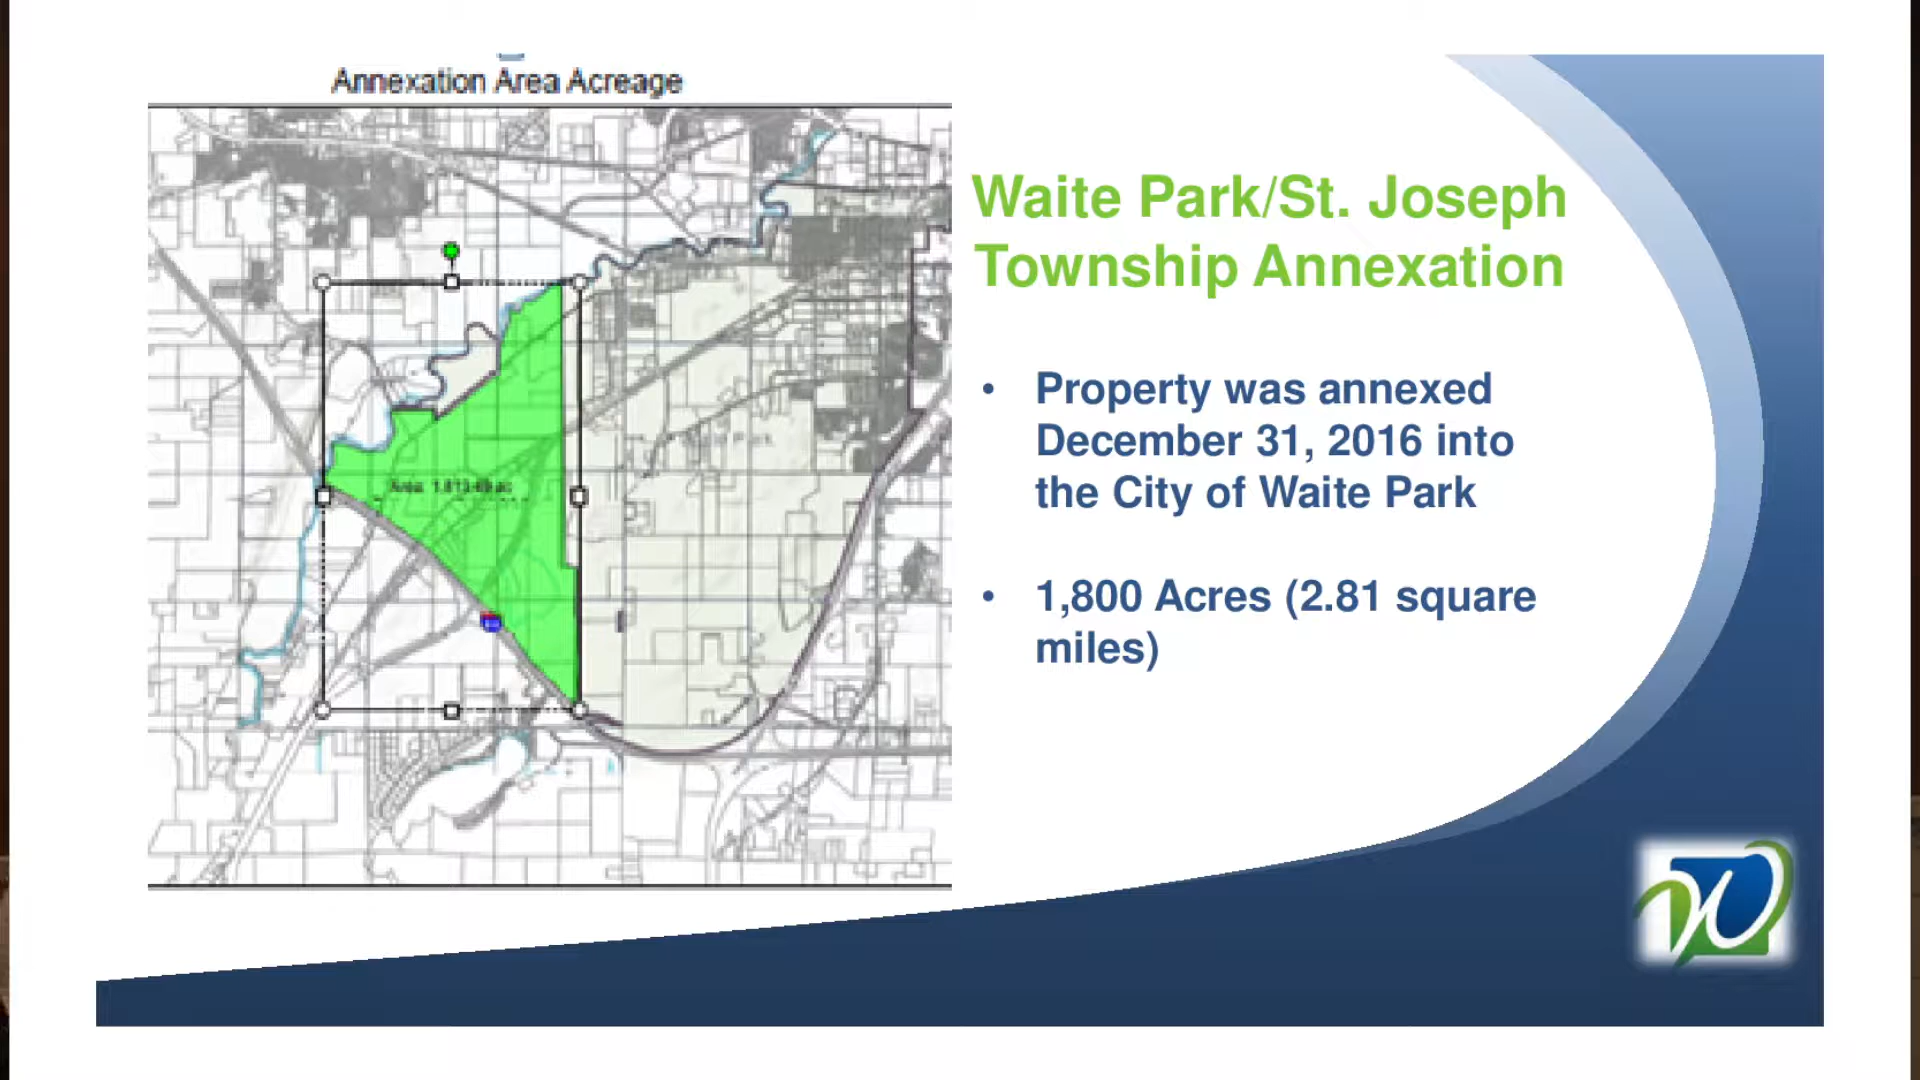 Annexation Area Acreage
Waite Park/St. Joseph
Township Annexation
• Property was annexed
December 31, 2016 into
the City of Waite Park
• 1,800 Acres (2.81 square
miles)